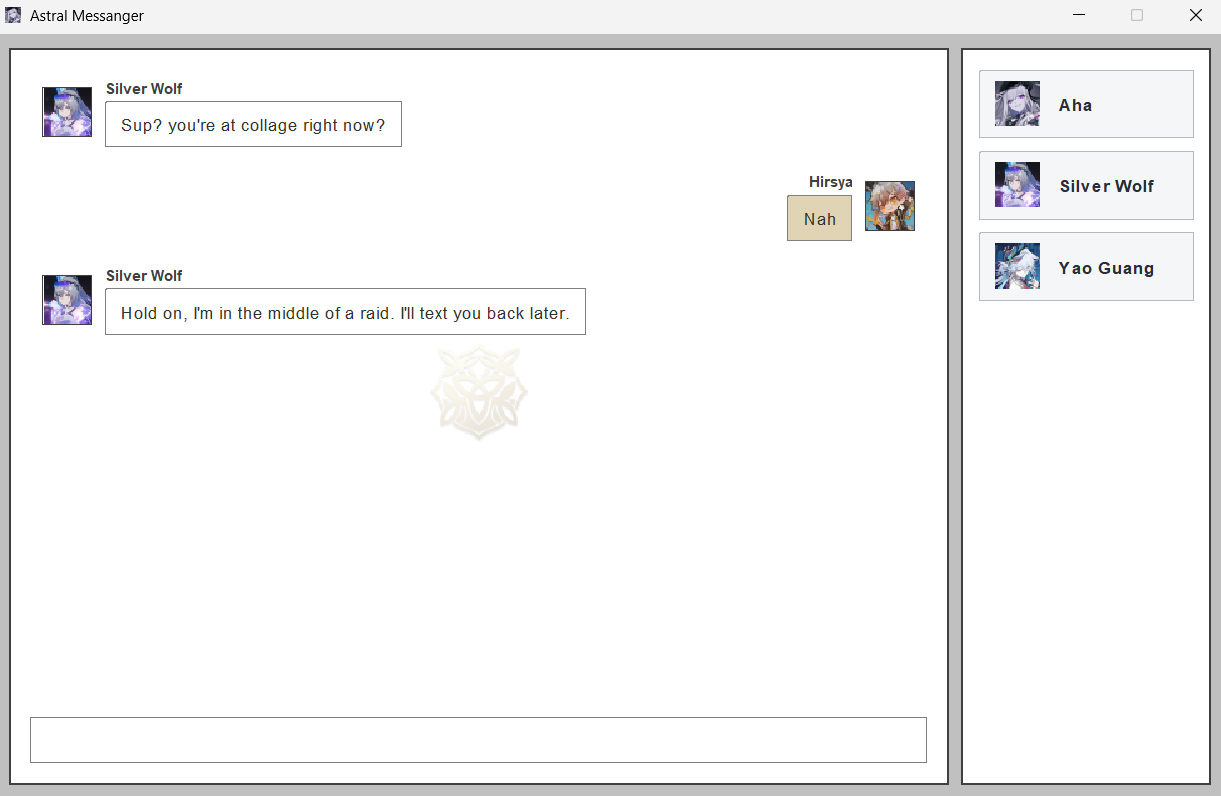 Astral Messanger
Silver Wolf
Sup? you're at collage right now?
Hirsya
Nah
Silver Wolf
Hold on, I'm in the middle of a raid. I'll text you back later.
Aha
Silver Wolf
Yao Guang